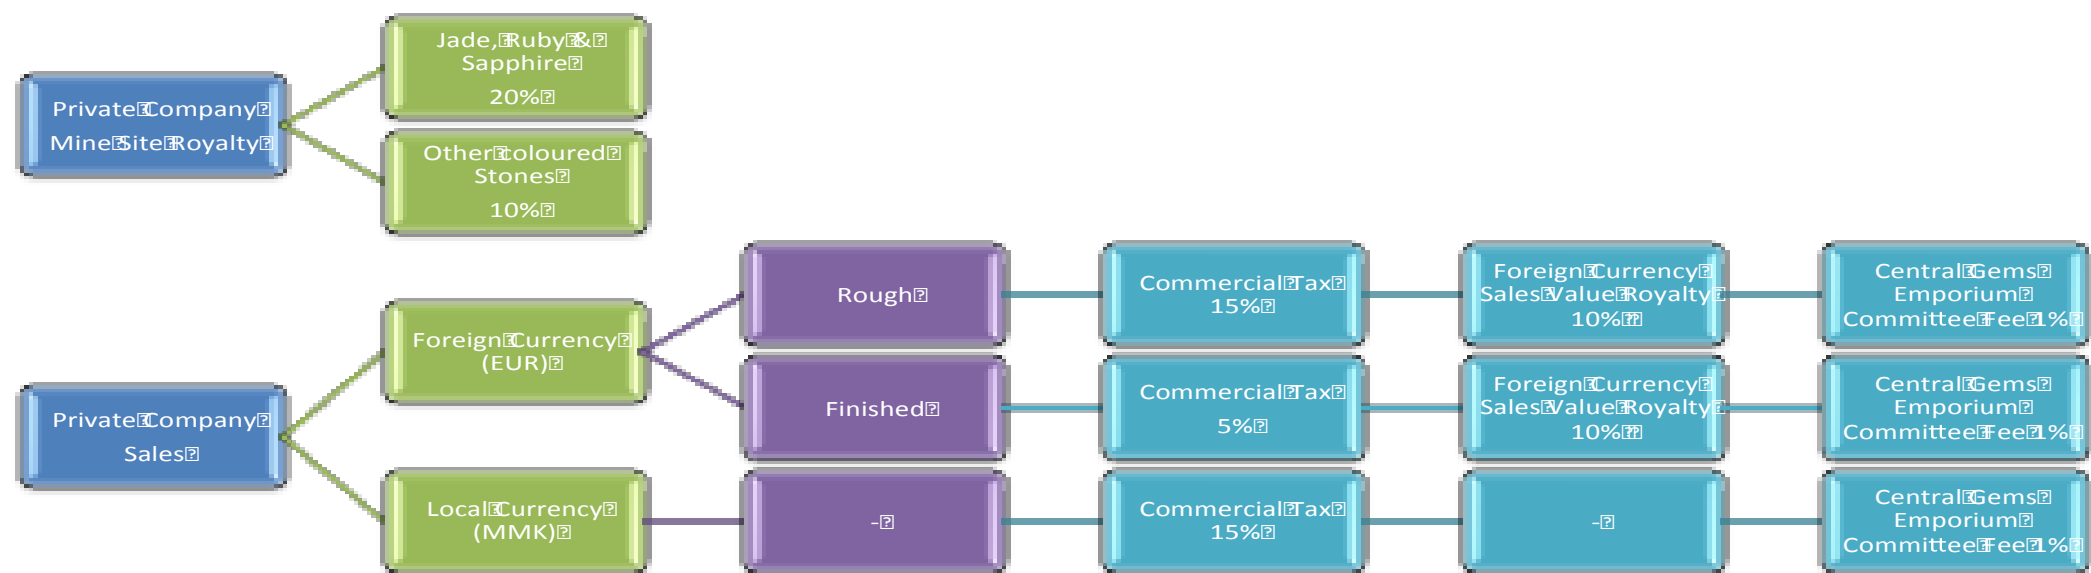 Jade, Ruby &
Sapphire
20%
Private Company
Mine Site Royalty
Other coloured
Stones
10%
Private Company
Sales
Foreign Currency
(EUR)
Rough
Commercial Tax
15%
Foreign Currency
Sales Value Royalty
10%
Central Gems
Emporium
Committee Fee 1%
Finished
Commercial Tax
5%
Foreign Currency
Sales Value Royalty
10%
Central Gems
Emporium
Committee Fee 1%
Local Currency
(MMK)
-
Commercial Tax
15%
-
Central Gems
Emporium
Committee Fee 1%